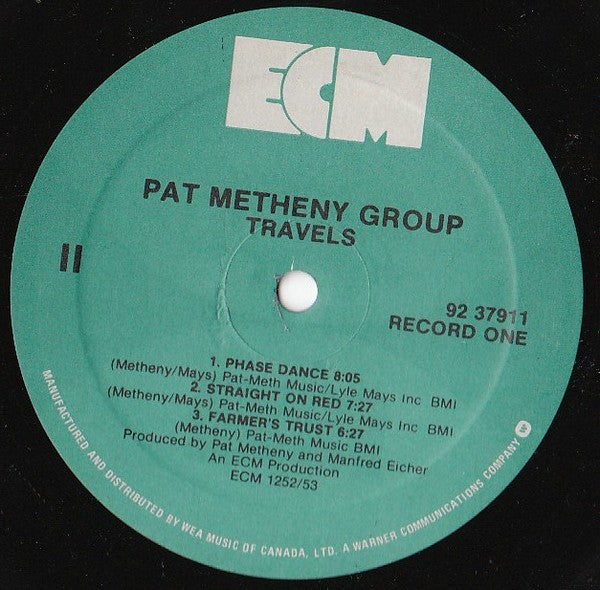 ECM
PAT METHENY GROUP
TRAVELS
II
92 37911
RECORD ONE
1. PHASE DANCE 8:05
(Metheny/Mays) Pat-Meth Music/Lyle Mays Inc BMI
2. STRAIGHT ON RED 7:27
(Metheny/Mays) Pat-Meth Music/Lyle Mays Inc BMI
3. FARMER'S TRUST 6:27
(Metheny) Pat-Meth Music BMI
Produced by Pat Metheny and Manfred Eicher
An ECM Production
ECM 1252/53
MANUFACTURED AND DISTRIBUTED BY WEA MUSIC OF CANADA, LTD. A WARNER COMMUNICATIONS COMPANY